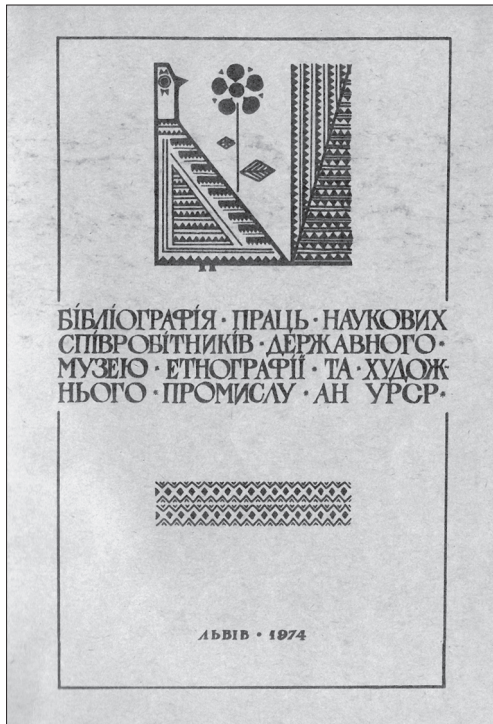 БІБЛІОГРАФІЯ · ПРАЦЬ · НАУКОВИХ
СПІВРОБІТНИКІВ · ДЕРЖАВНОГО ·
МУЗЕЮ · ЕТНОГРАФІЇ · ТА · ХУДОЖ-
НЬОГО · ПРОМИСЛУ · АН УРСР ·
ЛЬВІВ · 1974